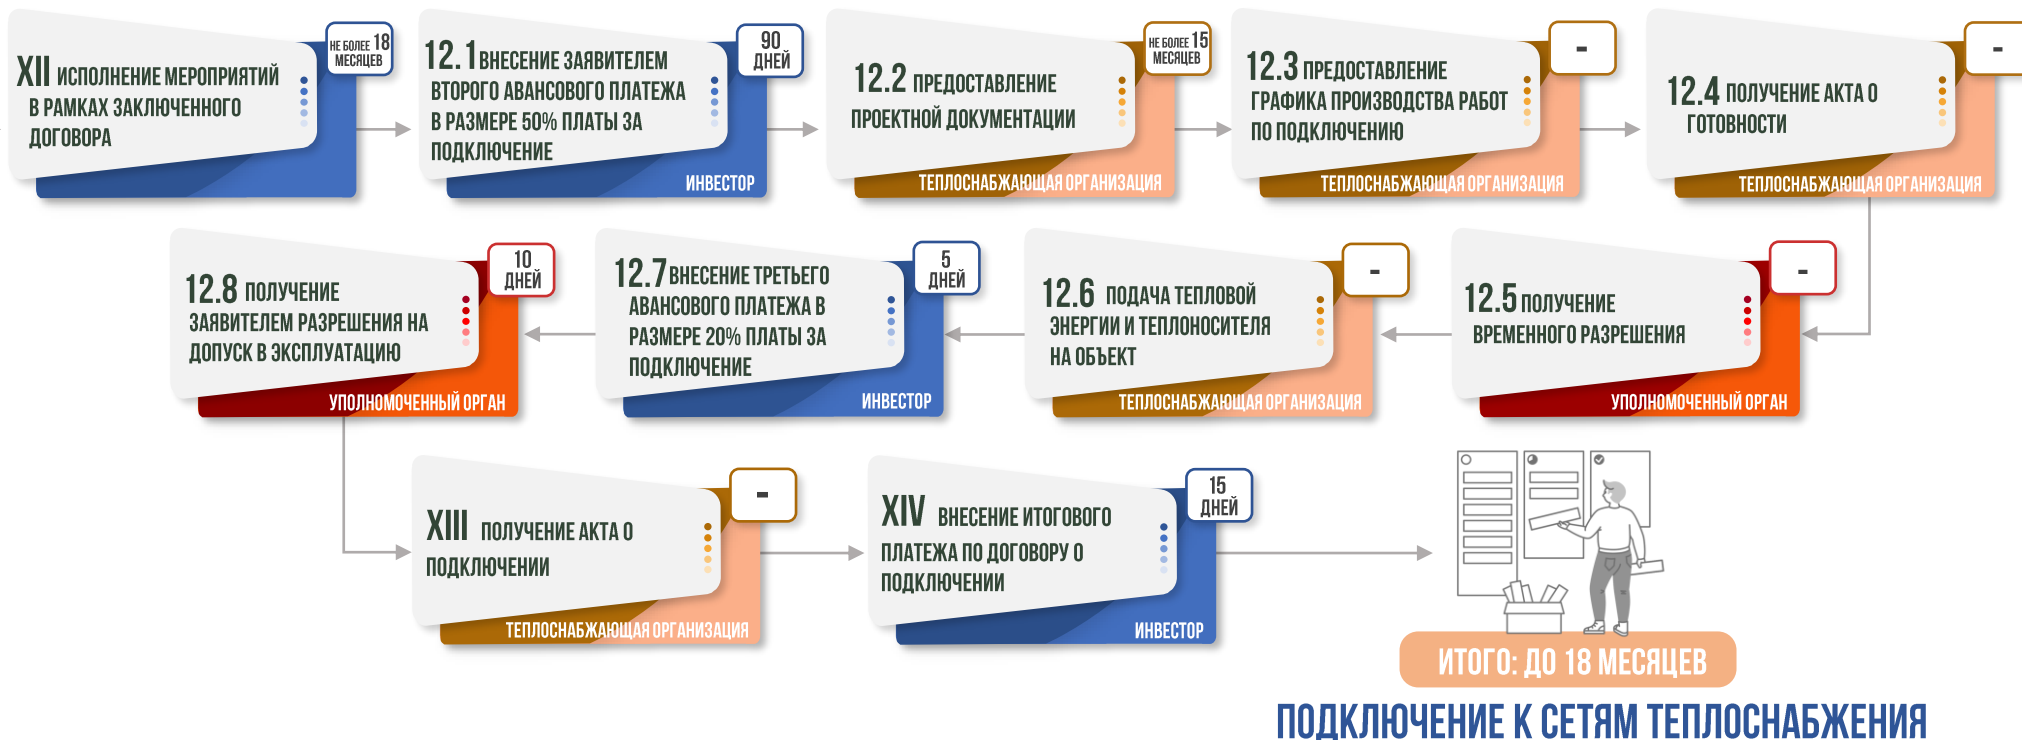 XII ИСПОЛНЕНИЕ МЕРОПРИЯТИЙ
В РАМКАХ ЗАКЛЮЧЕННОГО
ДОГОВОРА
НЕ БОЛЕЕ 18
МЕСЯЦЕВ
12.1 ВНЕСЕНИЕ ЗАЯВИТЕЛЕМ
ВТОРОГО АВАНСОВОГО ПЛАТЕЖА
В РАЗМЕРЕ 50% ПЛАТЫ ЗА
ПОДКЛЮЧЕНИЕ
90
ДНЕЙ
ИНВЕСТОР
12.2 ПРЕДОСТАВЛЕНИЕ
ПРОЕКТНОЙ ДОКУМЕНТАЦИИ
НЕ БОЛЕЕ 15
МЕСЯЦЕВ
ТЕПЛОСНАБЖАЮЩАЯ ОРГАНИЗАЦИЯ
12.3 ПРЕДОСТАВЛЕНИЕ
ГРАФИКА ПРОИЗВОДСТВА РАБОТ
ПО ПОДКЛЮЧЕНИЮ
-
ТЕПЛОСНАБЖАЮЩАЯ ОРГАНИЗАЦИЯ
12.4 ПОЛУЧЕНИЕ АКТА О
ГОТОВНОСТИ
-
ТЕПЛОСНАБЖАЮЩАЯ ОРГАНИЗАЦИЯ
12.5 ПОЛУЧЕНИЕ
ВРЕМЕННОГО РАЗРЕШЕНИЯ
-
УПОЛНОМОЧЕННЫЙ ОРГАН
12.6 ПОДАЧА ТЕПЛОВОЙ
ЭНЕРГИИ И ТЕПЛОНОСИТЕЛЯ
НА ОБЪЕКТ
-
ТЕПЛОСНАБЖАЮЩАЯ ОРГАНИЗАЦИЯ
12.7 ВНЕСЕНИЕ ТРЕТЬЕГО
АВАНСОВОГО ПЛАТЕЖА В
РАЗМЕРЕ 20% ПЛАТЫ ЗА
ПОДКЛЮЧЕНИЕ
5
ДНЕЙ
ИНВЕСТОР
12.8 ПОЛУЧЕНИЕ
ЗАЯВИТЕЛЕМ РАЗРЕШЕНИЯ НА
ДОПУСК В ЭКСПЛУАТАЦИЮ
10
ДНЕЙ
УПОЛНОМОЧЕННЫЙ ОРГАН
XIII ПОЛУЧЕНИЕ АКТА О
ПОДКЛЮЧЕНИИ
-
ТЕПЛОСНАБЖАЮЩАЯ ОРГАНИЗАЦИЯ
XIV ВНЕСЕНИЕ ИТОГОВОГО
ПЛАТЕЖА ПО ДОГОВОРУ О
ПОДКЛЮЧЕНИИ
15
ДНЕЙ
ИНВЕСТОР
ИТОГО: ДО 18 МЕСЯЦЕВ
ПОДКЛЮЧЕНИЕ К СЕТЯМ ТЕПЛОСНАБЖЕНИЯ